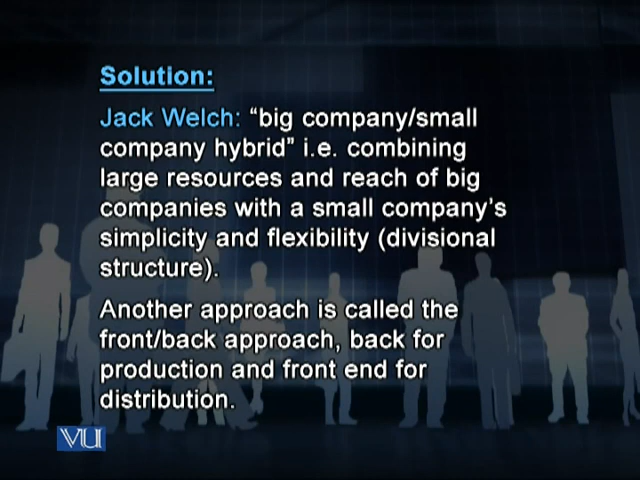 Solution:
Jack Welch: “big company/small
company hybrid” i.e. combining
large resources and reach of big
companies with a small company’s
simplicity and flexibility (divisional
structure).
Another approach is called the
front/back approach, back for
production and front end for
distribution.
VU